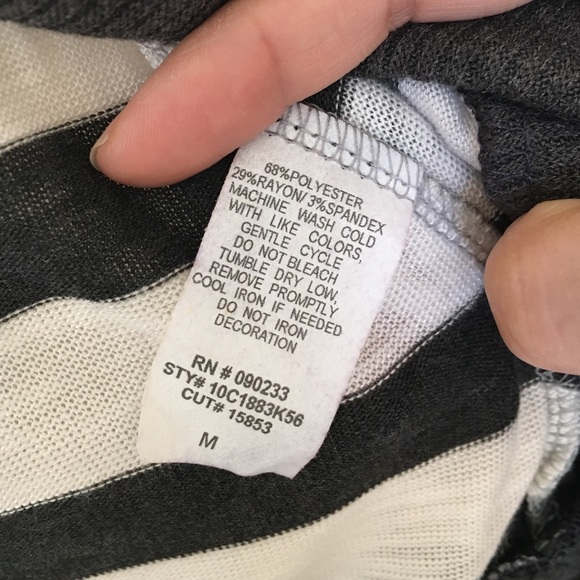 68%POLYESTER
29%RAYON/3%SPANDEX
MACHINE WASH COLD
WITH LIKE COLORS,
GENTLE CYCLE
DO NOT BLEACH
TUMBLE DRY LOW,
REMOVE PROMPTLY
COOL IRON IF NEEDED
DO NOT IRON
DECORATION
RN # 090233
STY# 10C1883K56
CUT# 15853
M